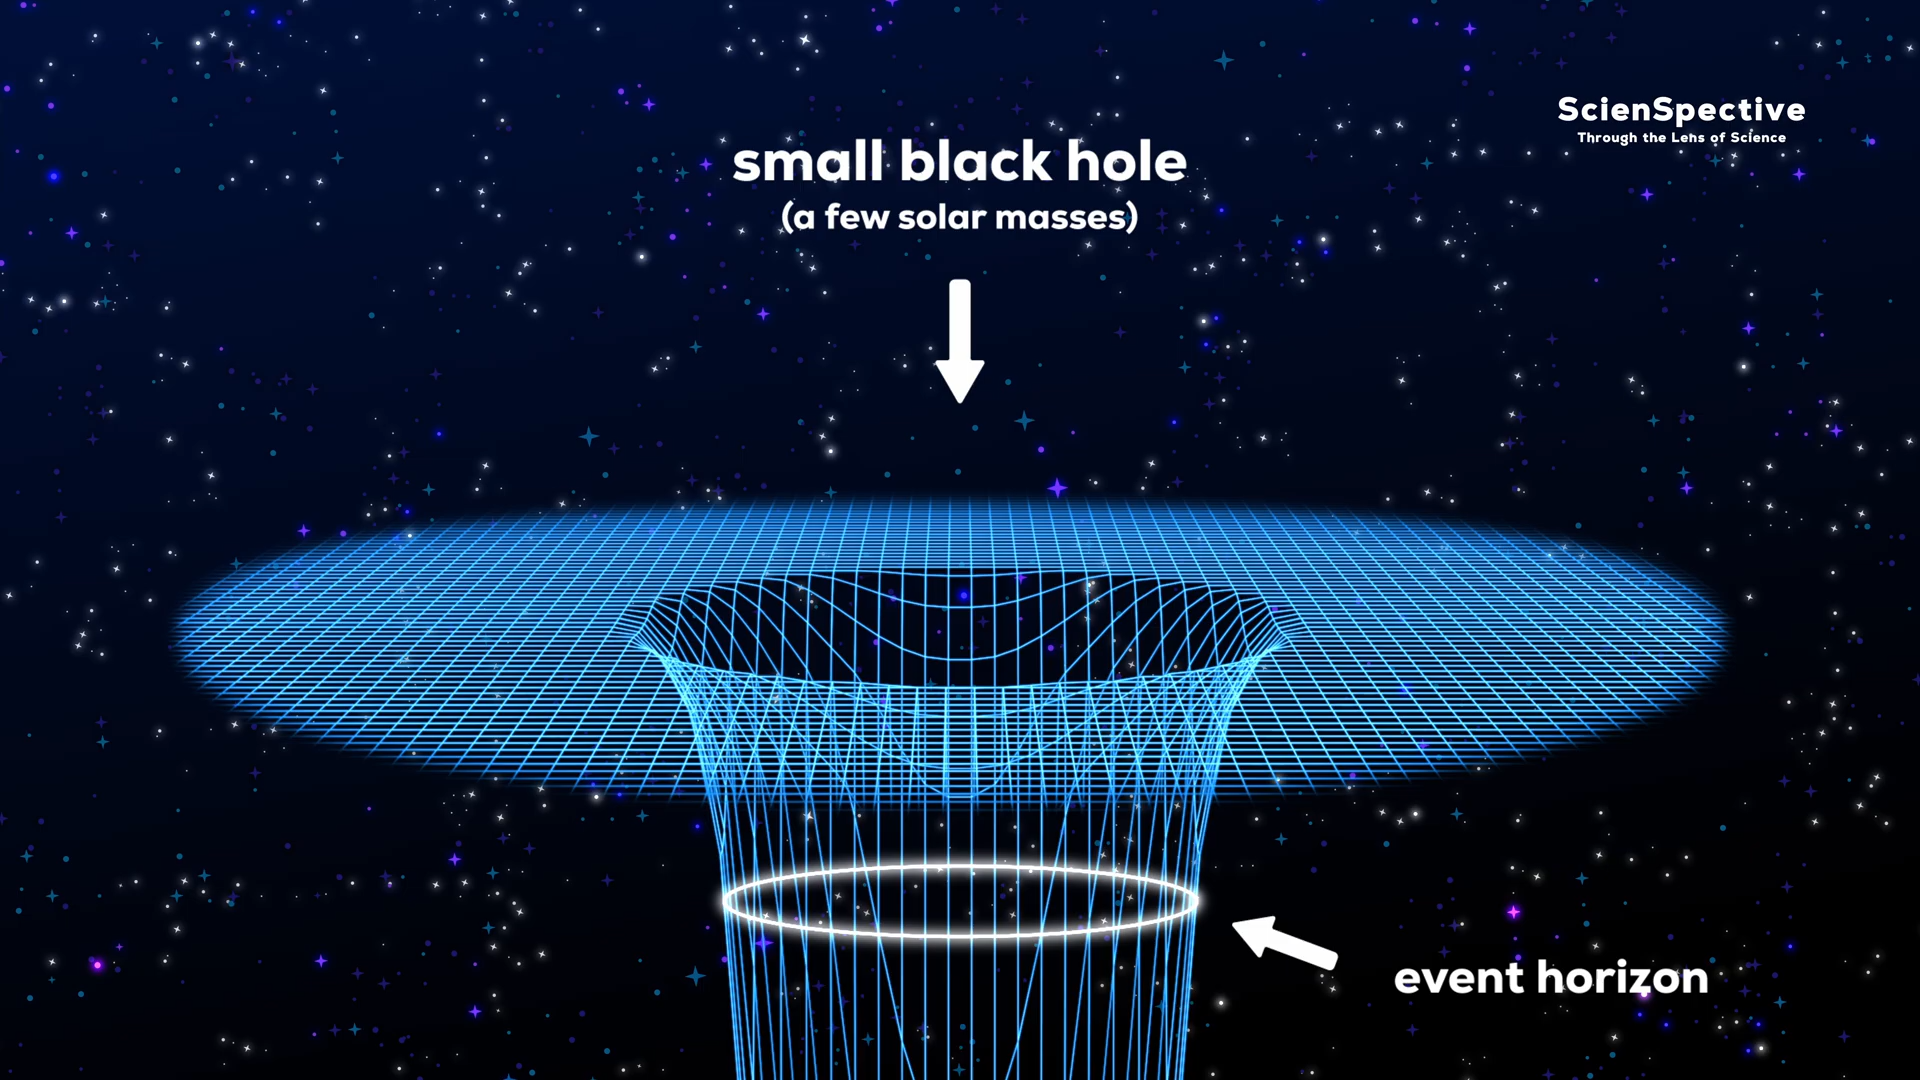 ScienSpective
Through the Lens of Science
small black hole
(a few solar masses)
event horizon